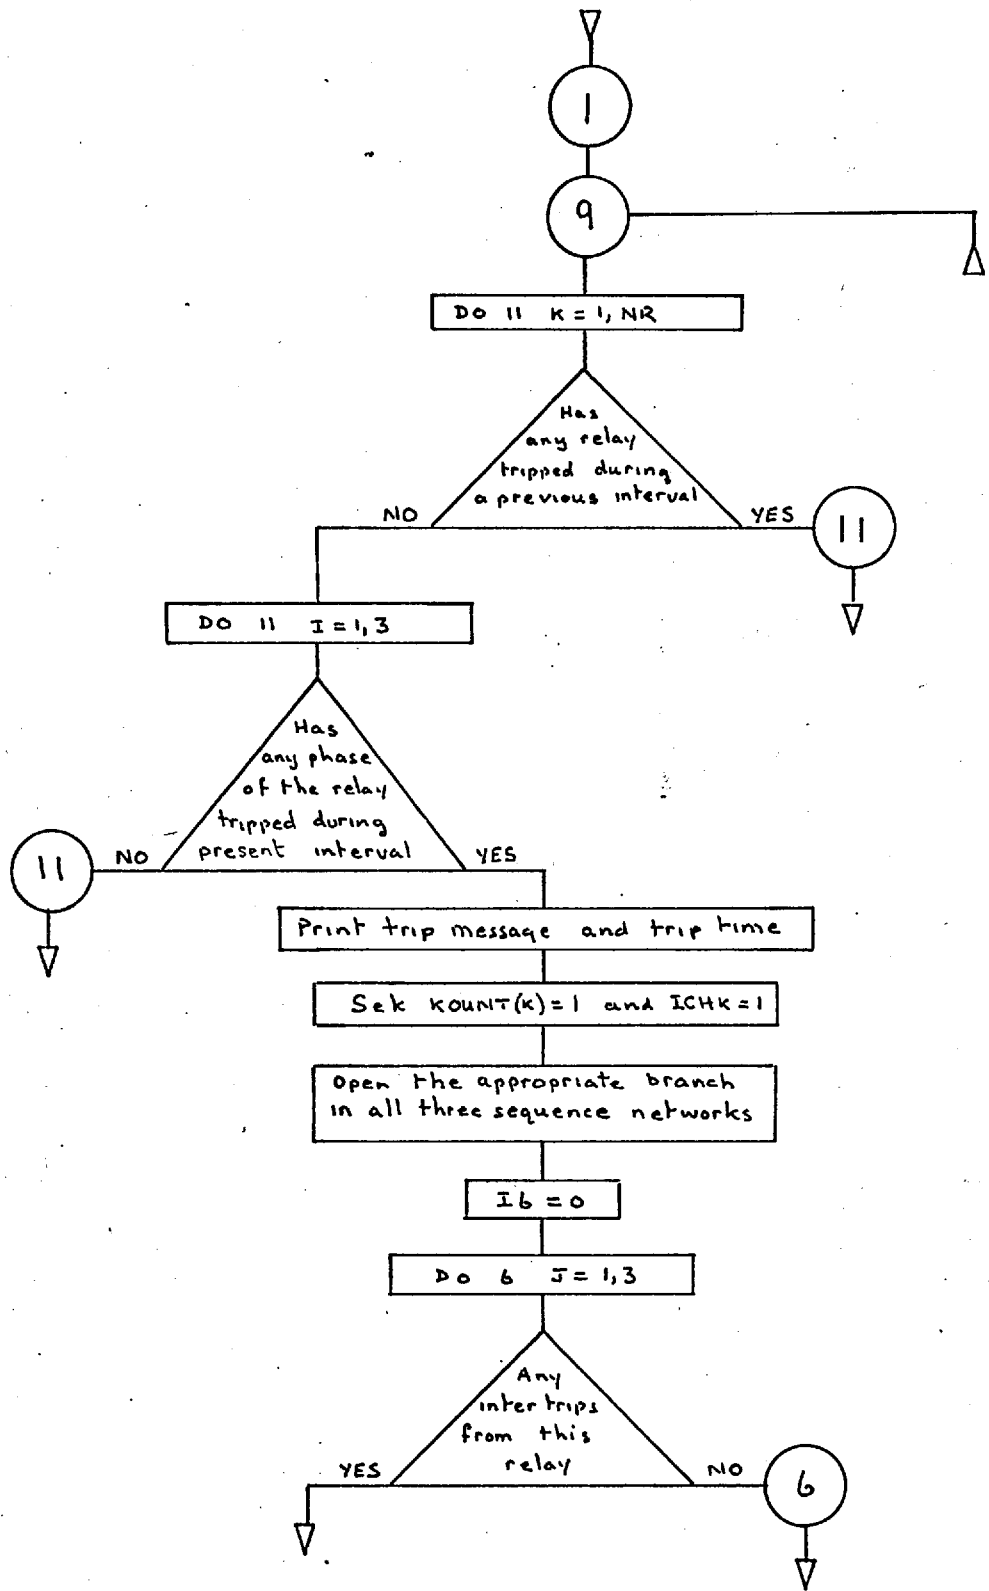 1
9
DO 11 K = 1, NR
Has
any relay
tripped during
a previous interval
NO
YES
11
DO 11 I = 1, 3
Has
any phase
of the relay
tripped during
present interval
11
NO
YES
Print trip message and trip time
Set KOUNT(K) = 1 and ICHK = 1
Open the appropriate branch
in all three sequence networks
I6 = 0
DO 6 J = 1, 3
Any
inter trips
from this
relay
YES
NO
6